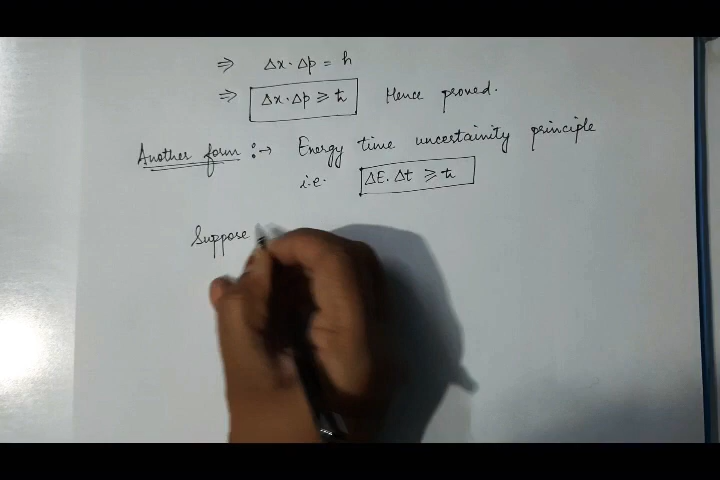 ⇒ Δx·Δp = h
⇒ Δx·Δp ≥ ħ Hence proved.
Another form :→ Energy time uncertainity principle
i.e. ΔE.Δt ≥ ħ
Suppose